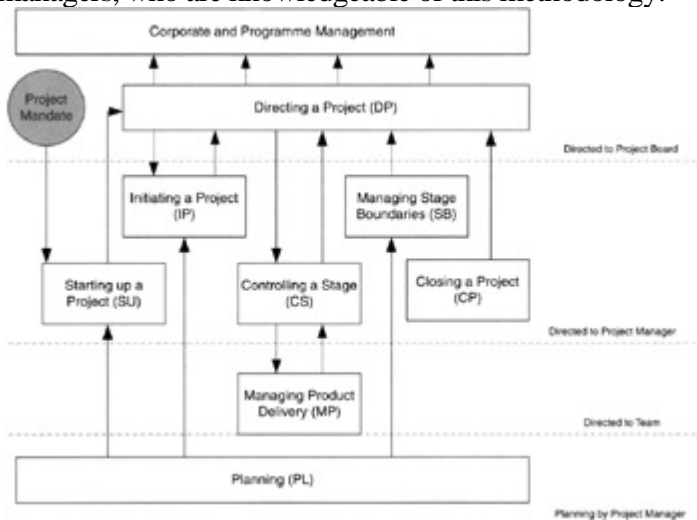 managers, who are knowledgeable of this methodology.
Corporate and Programme Management
Project
Mandate
Directing a Project (DP)
Directed to Project Board
Initiating a Project
(IP)
Managing Stage
Boundaries (SB)
Starting up a
Project (SU)
Controlling a Stage
(CS)
Closing a Project
(CP)
Directed to Project Manager
Managing Product
Delivery (MP)
Directed to Team
Planning (PL)
Planning by Project Manager